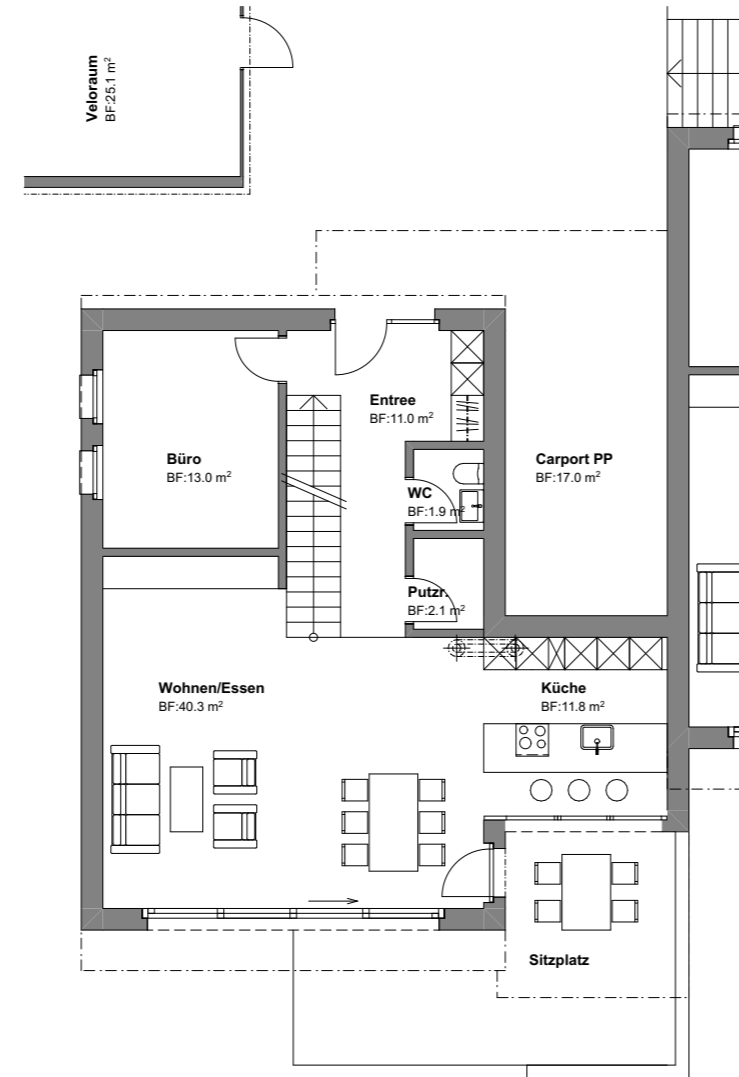 Veloraum
BF:25.1 m²
Entree
BF:11.0 m²
Büro
BF:13.0 m²
Carport PP
BF:17.0 m²
WC
BF:1.9 m²
Putzr.
BF:2.1 m²
Wohnen/Essen
BF:40.3 m²
Küche
BF:11.8 m²
Sitzplatz